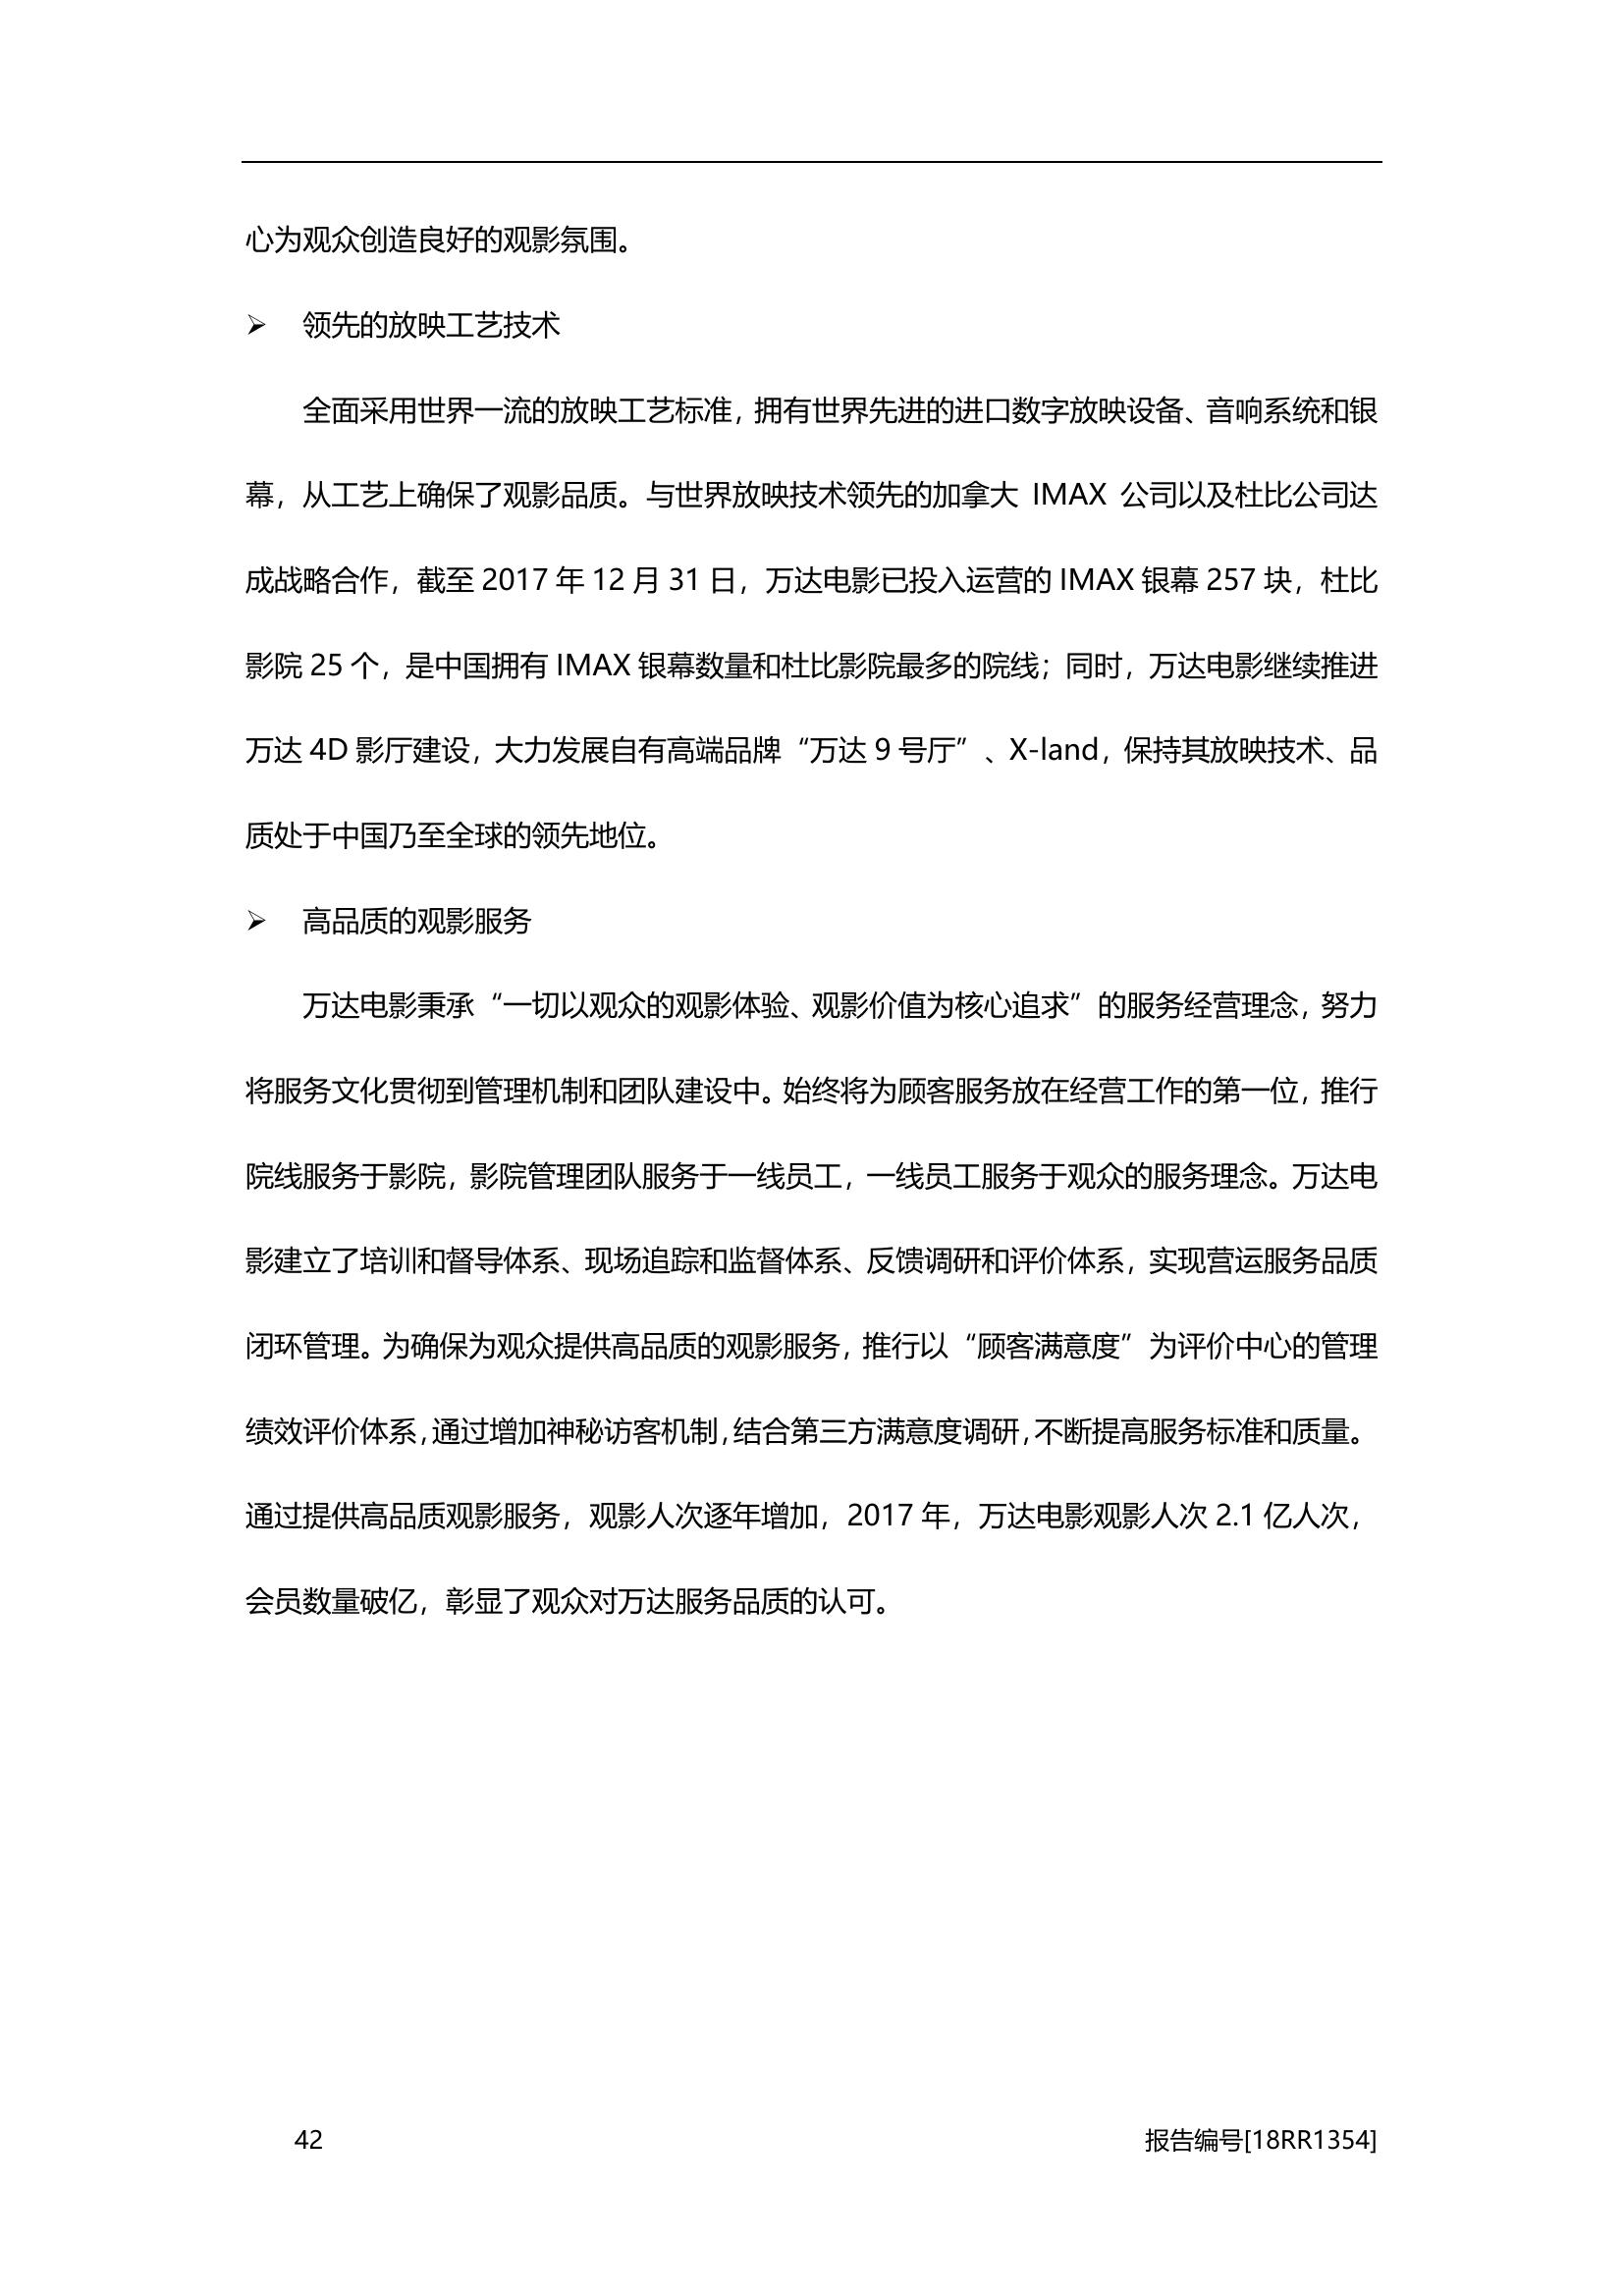 心为观众创造良好的观影氛围。
➢ 领先的放映工艺技术
全面采用世界一流的放映工艺标准，拥有世界先进的进口数字放映设备、音响系统和银
幕，从工艺上确保了观影品质。与世界放映技术领先的加拿大 IMAX 公司以及杜比公司达
成战略合作，截至 2017 年 12 月 31 日，万达电影已投入运营的 IMAX 银幕 257 块，杜比
影院 25 个，是中国拥有 IMAX 银幕数量和杜比影院最多的院线；同时，万达电影继续推进
万达 4D 影厅建设，大力发展自有高端品牌“万达 9 号厅”、X-land，保持其放映技术、品
质处于中国乃至全球的领先地位。
➢ 高品质的观影服务
万达电影秉承“一切以观众的观影体验、观影价值为核心追求”的服务经营理念，努力
将服务文化贯彻到管理机制和团队建设中。始终将为顾客服务放在经营工作的第一位，推行
院线服务于影院，影院管理团队服务于一线员工，一线员工服务于观众的服务理念。万达电
影建立了培训和督导体系、现场追踪和监督体系、反馈调研和评价体系，实现营运服务品质
闭环管理。为确保为观众提供高品质的观影服务，推行以“顾客满意度”为评价中心的管理
绩效评价体系，通过增加神秘访客机制，结合第三方满意度调研，不断提高服务标准和质量。
通过提供高品质观影服务，观影人次逐年增加，2017 年，万达电影观影人次 2.1 亿人次，
会员数量破亿，彰显了观众对万达服务品质的认可。
42 报告编号[18RR1354]